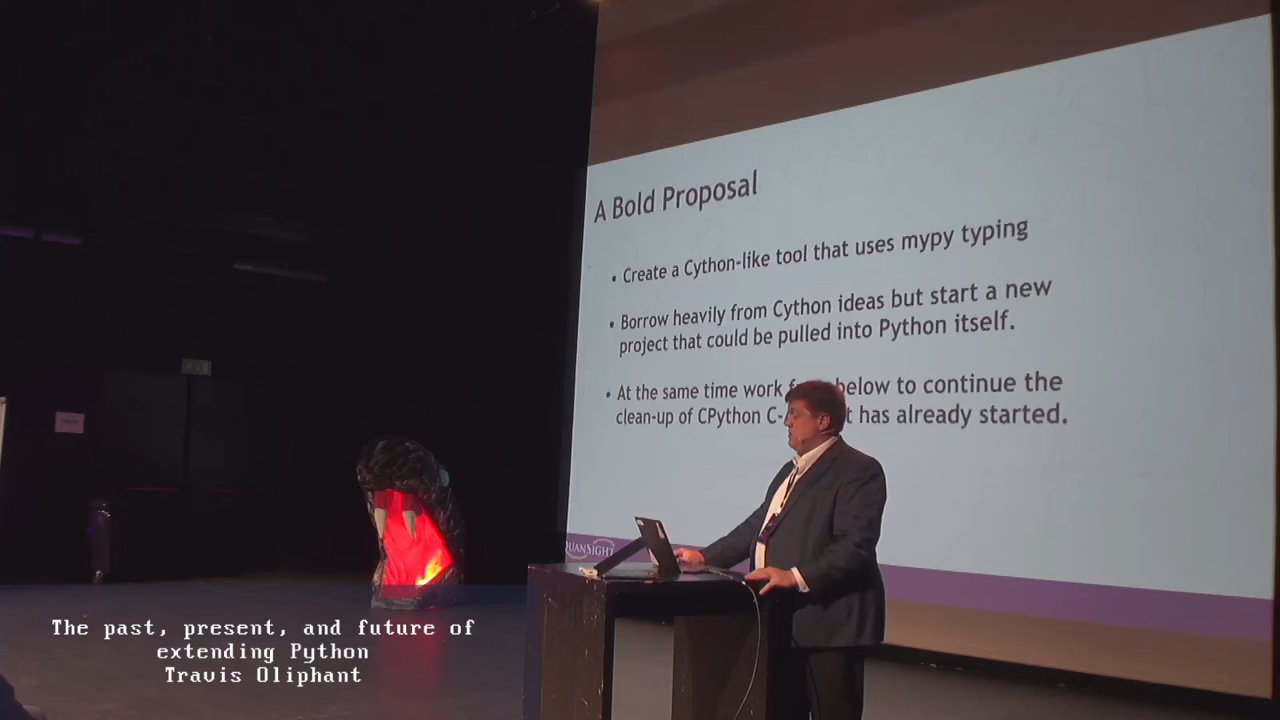 A Bold Proposal
• Create a Cython-like tool that uses mypy typing
• Borrow heavily from Cython ideas but start a new
project that could be pulled into Python itself.
• At the same time work below to continue the
clean-up of CPython C- has already started.
QUANSIGHT
The past, present, and future of
extending Python
Travis Oliphant